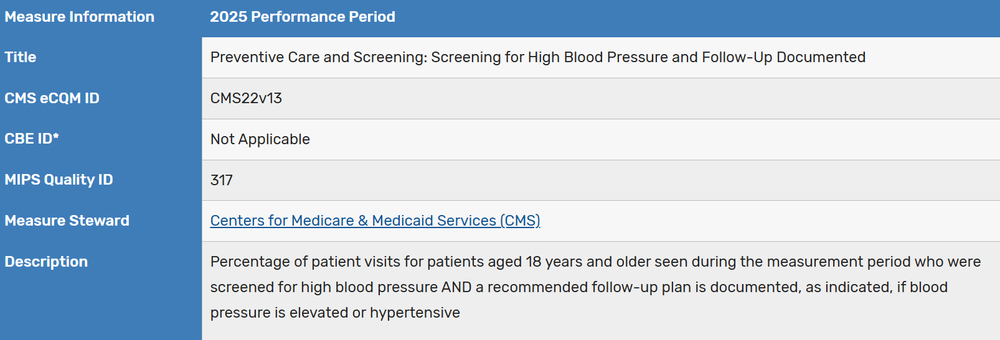 Measure Information 2025 Performance Period
Title Preventive Care and Screening: Screening for High Blood Pressure and Follow-Up Documented
CMS eCQM ID CMS22v13
CBE ID* Not Applicable
MIPS Quality ID 317
Measure Steward Centers for Medicare & Medicaid Services (CMS)
Description Percentage of patient visits for patients aged 18 years and older seen during the measurement period who were
screened for high blood pressure AND a recommended follow-up plan is documented, as indicated, if blood
pressure is elevated or hypertensive